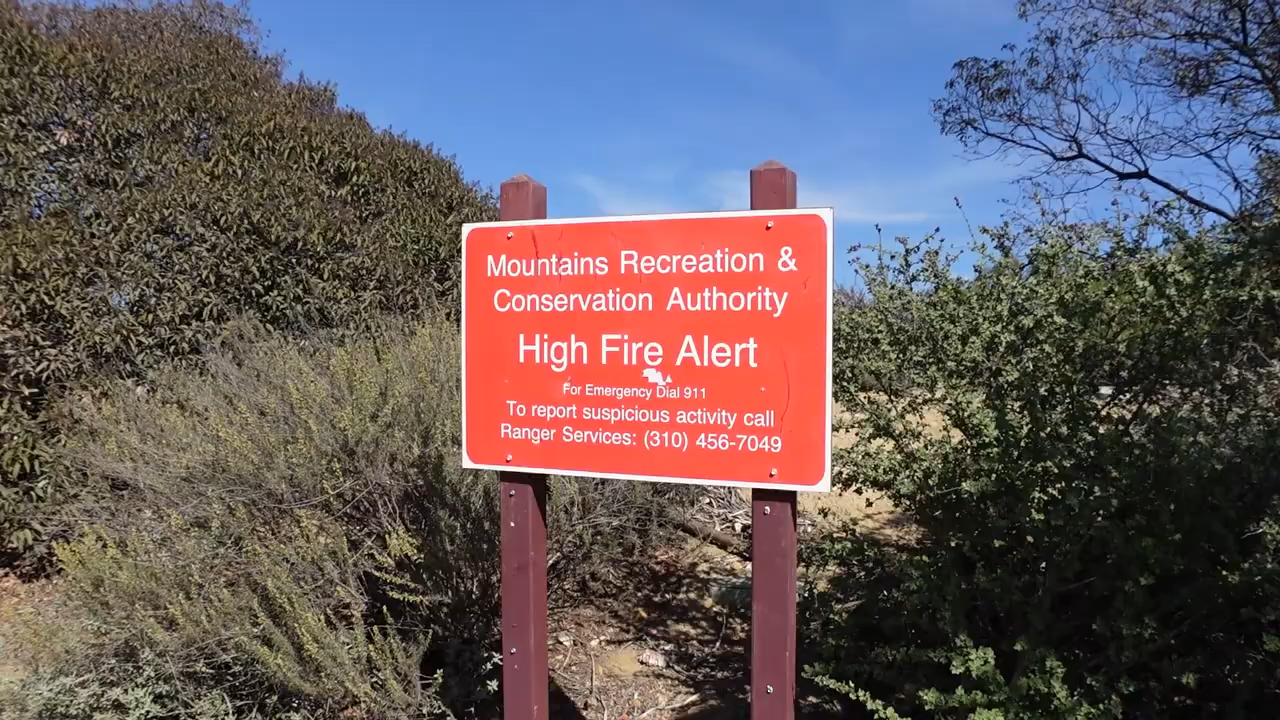 Mountains Recreation &
Conservation Authority
High Fire Alert
For Emergency Dial 911
To report suspicious activity call
Ranger Services: (310) 456-7049